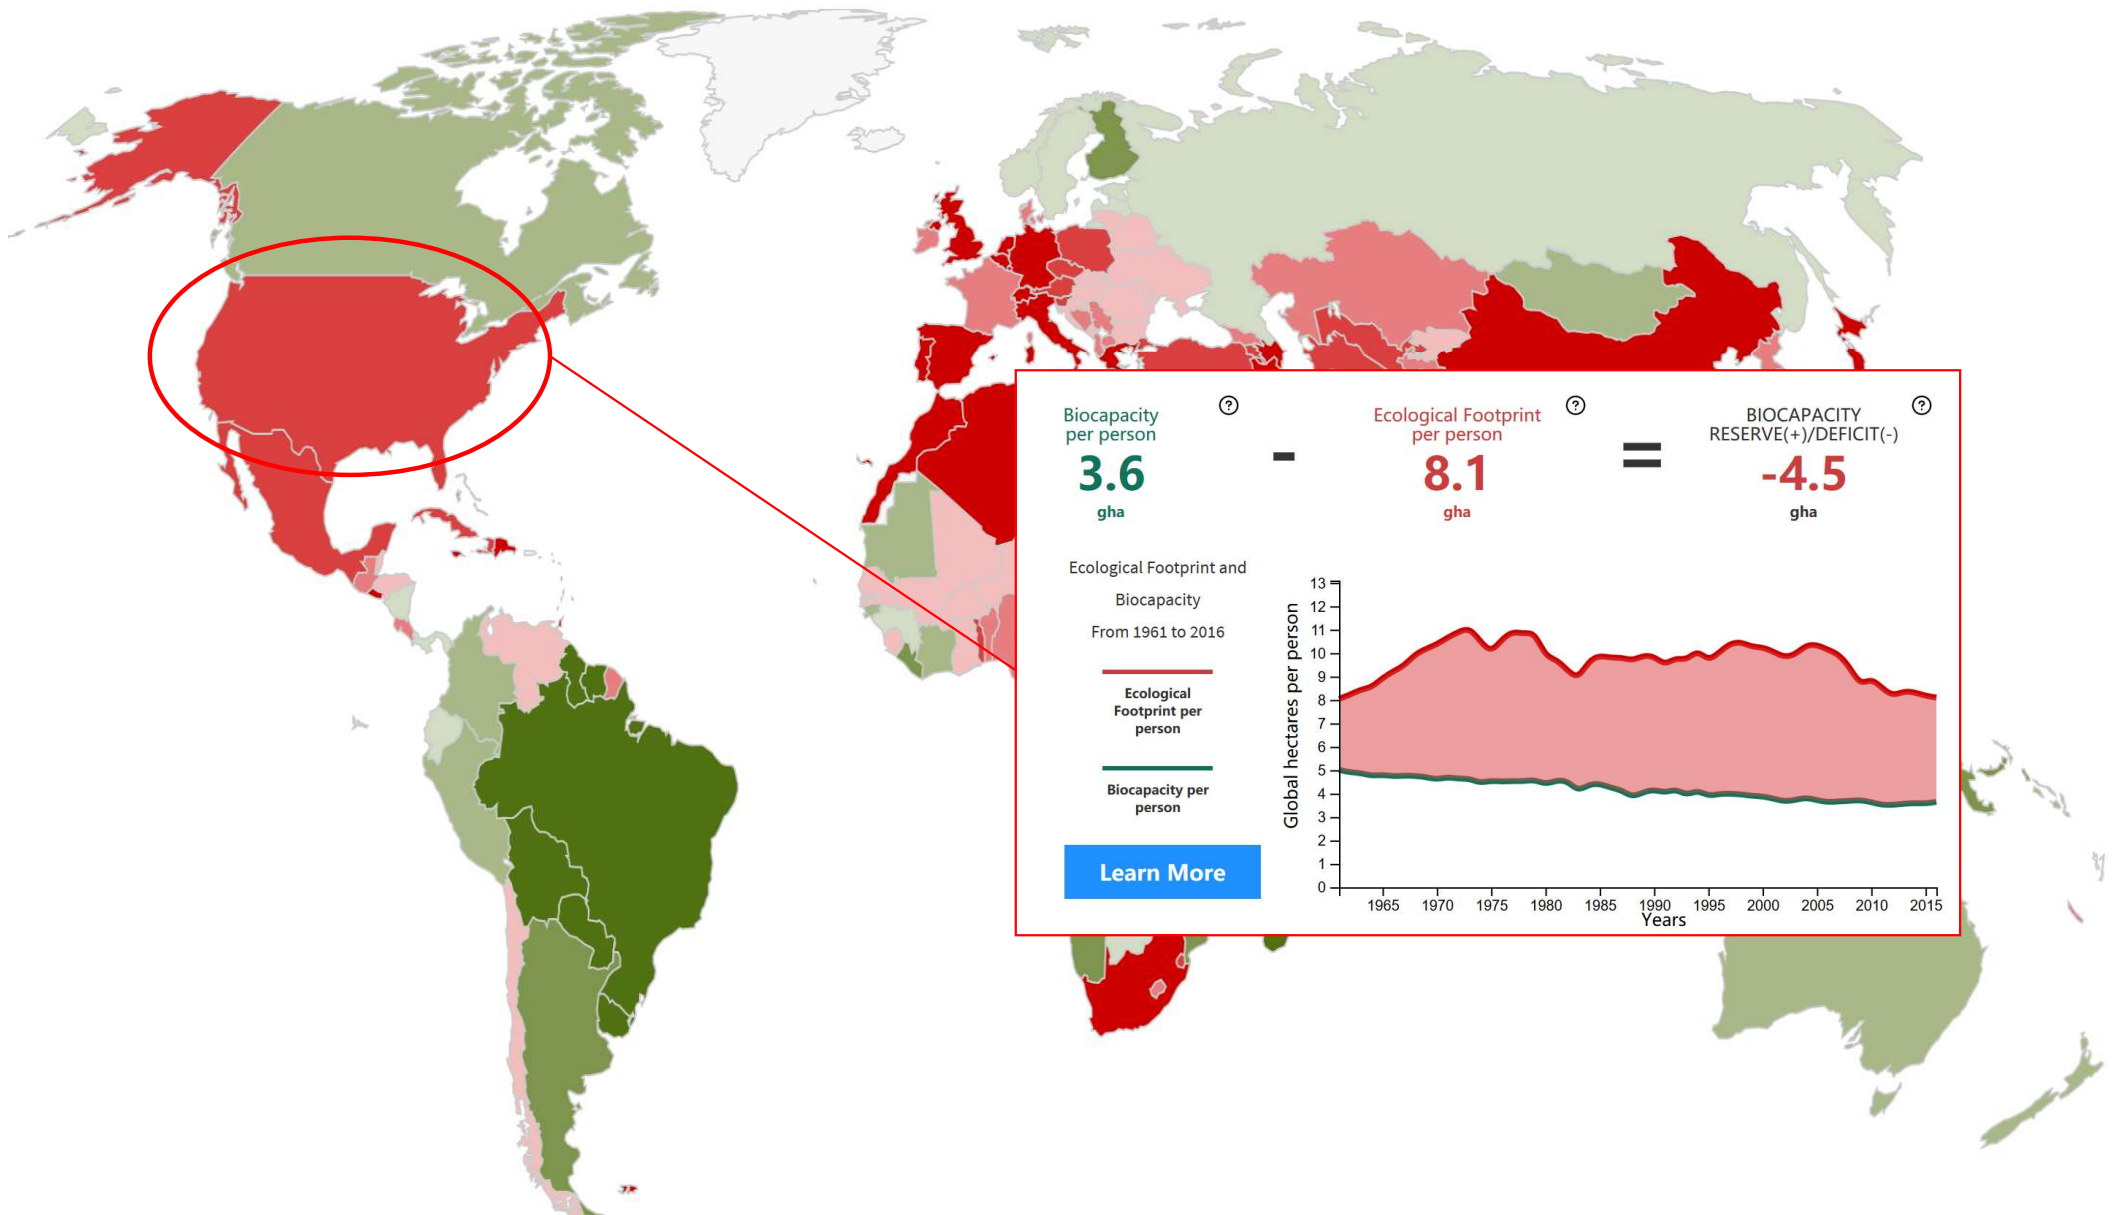 Biocapacity
per person
3.6
gha
?
-
Ecological Footprint
per person
8.1
gha
?
=
BIOCAPACITY
RESERVE(+)/DEFICIT(-)
-4.5
gha
?
Ecological Footprint and
Biocapacity
From 1961 to 2016
Ecological
Footprint per
person
Biocapacity per
person
Learn More
Global hectares per person
13
12
11
10
9
8
7
6
5
4
3
2
1
0
1965 1970 1975 1980 1985 1990 1995 2000 2005 2010 2015
Years